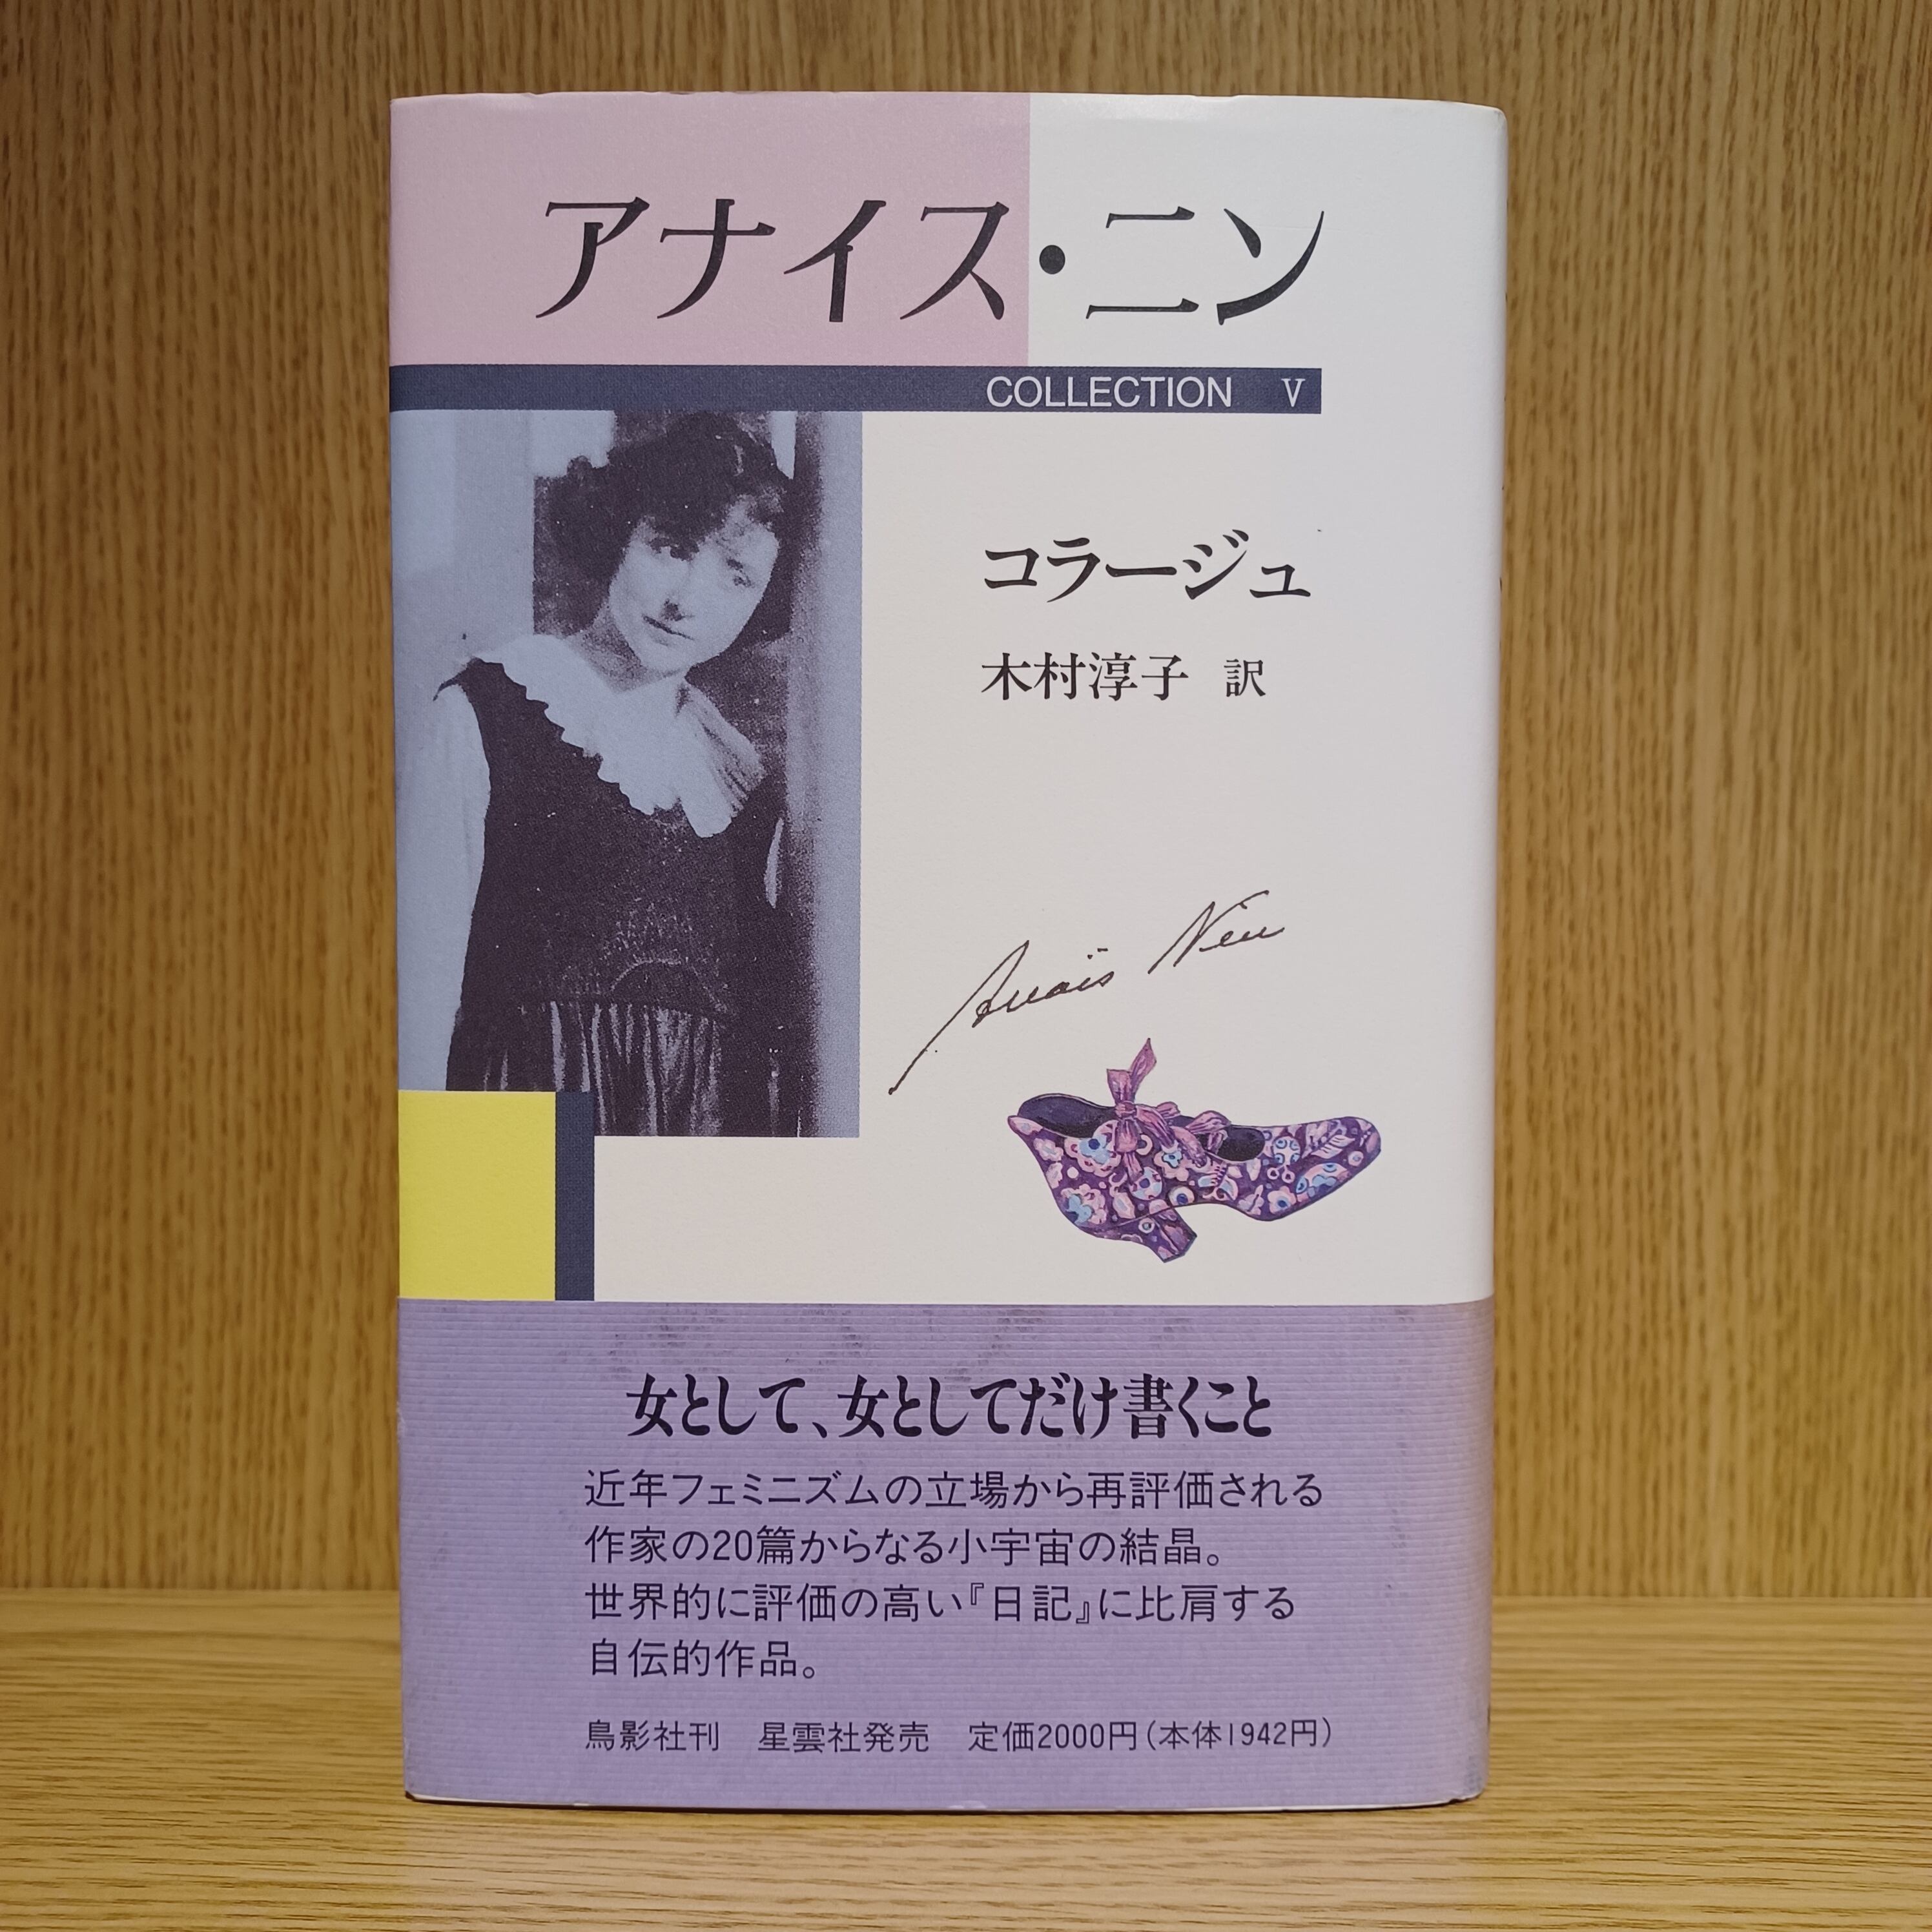 アナイス・ニン
COLLECTION V
コラージュ
木村淳子 訳
Anaïs Nin
女として、女としてだけ書くこと
近年フェミニズムの立場から再評価される
作家の20篇からなる小宇宙の結晶。
世界的に評価の高い『日記』に比肩する
自伝的作品。
鳥影社刊 星雲社発売 定価2000円(本体1942円)